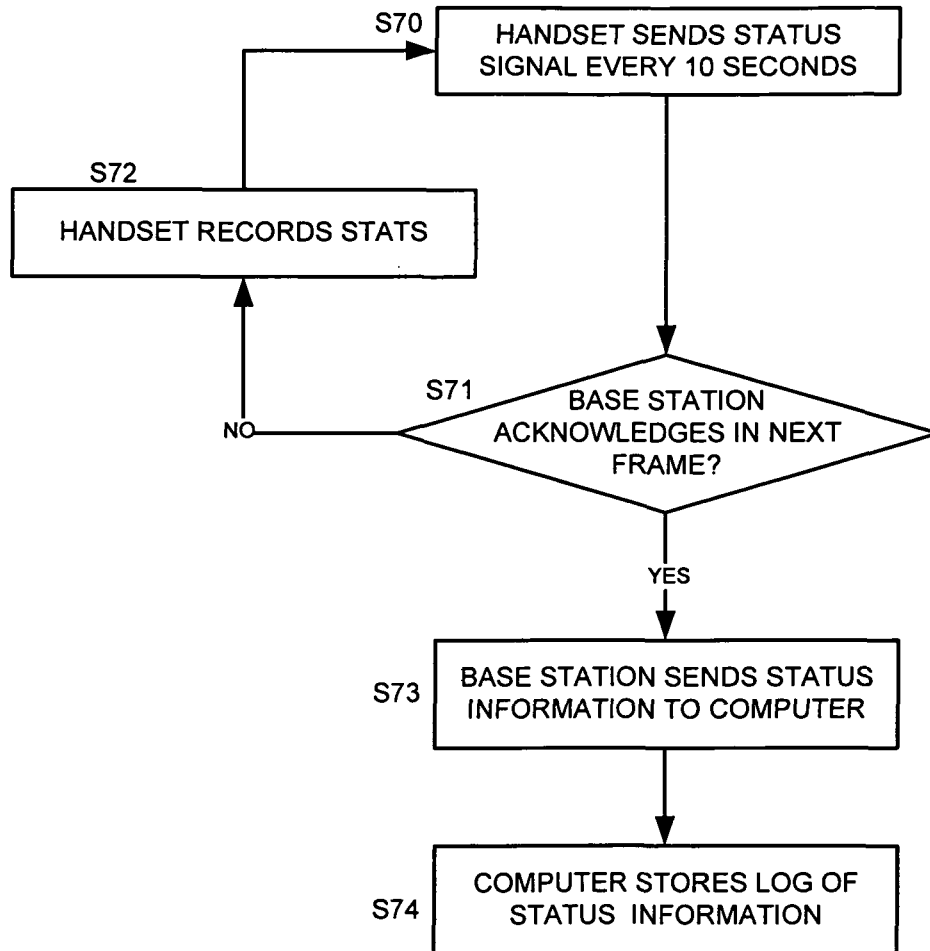 S70
HANDSET SENDS STATUS
SIGNAL EVERY 10 SECONDS
S72
HANDSET RECORDS STATS
S71
BASE STATION
ACKNOWLEDGES IN NEXT
FRAME?
NO
YES
S73
BASE STATION SENDS STATUS
INFORMATION TO COMPUTER
S74
COMPUTER STORES LOG OF
STATUS INFORMATION